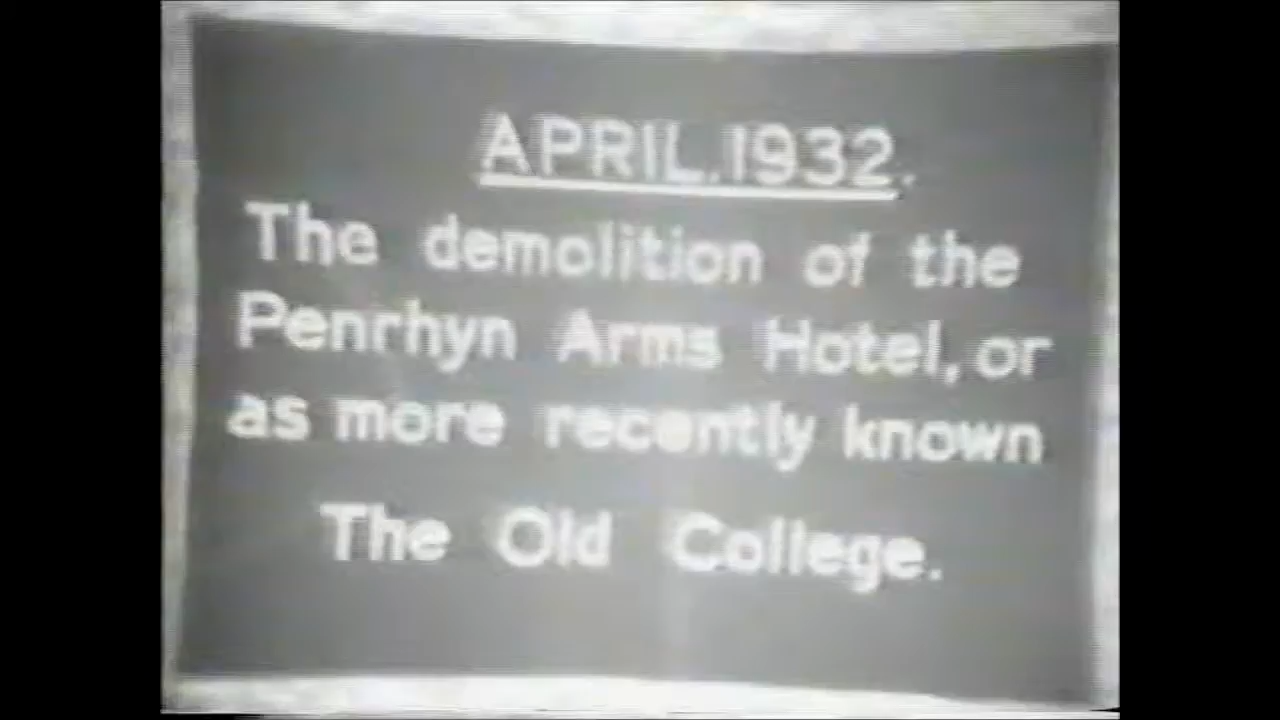 APRIL.1932.
The demolition of the
Penrhyn Arms Hotel, or
as more recently known
The Old College.